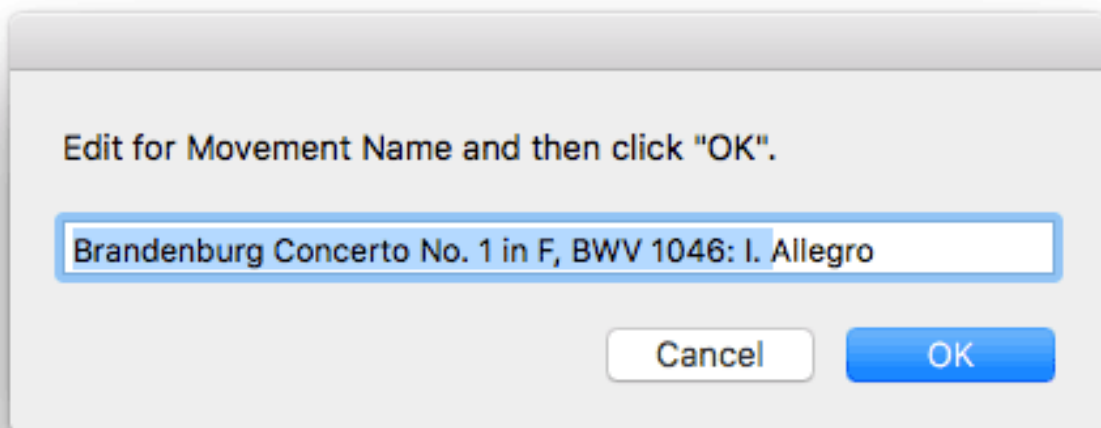 Edit for Movement Name and then click "OK".
Brandenburg Concerto No. 1 in F, BWV 1046: I. Allegro
Cancel OK